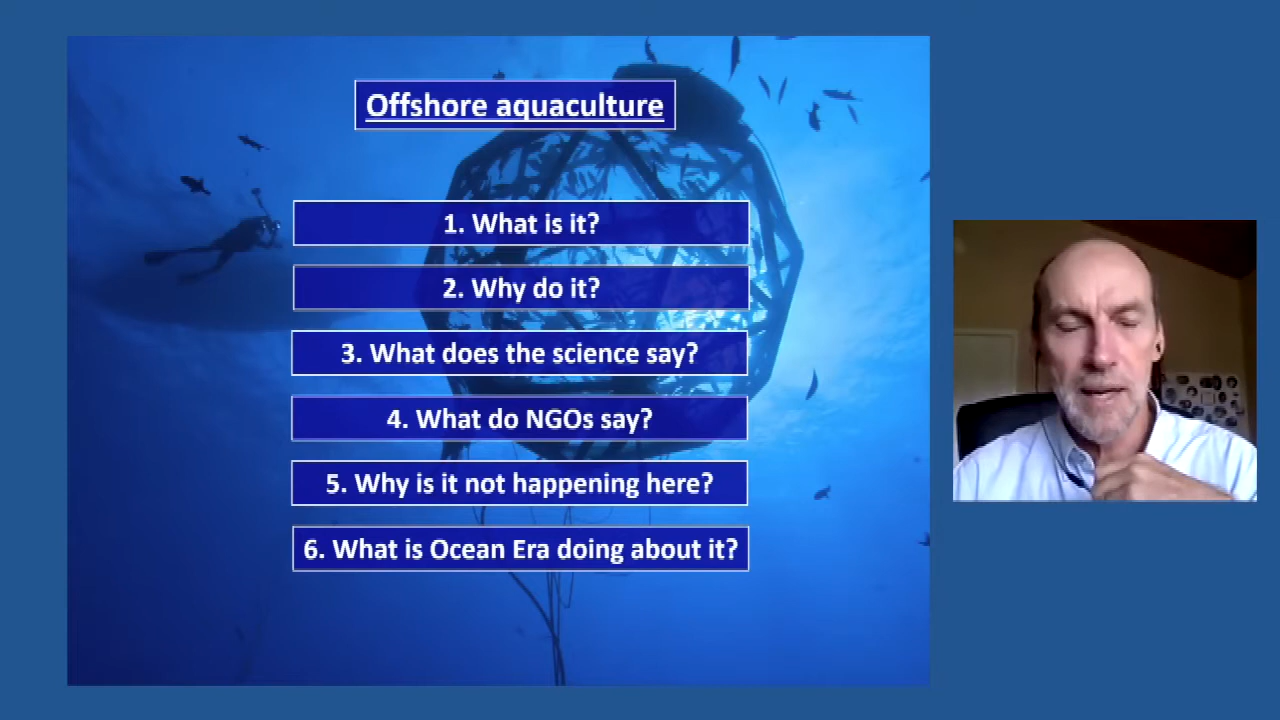 Offshore aquaculture
1. What is it?
2. Why do it?
3. What does the science say?
4. What do NGOs say?
5. Why is it not happening here?
6. What is Ocean Era doing about it?